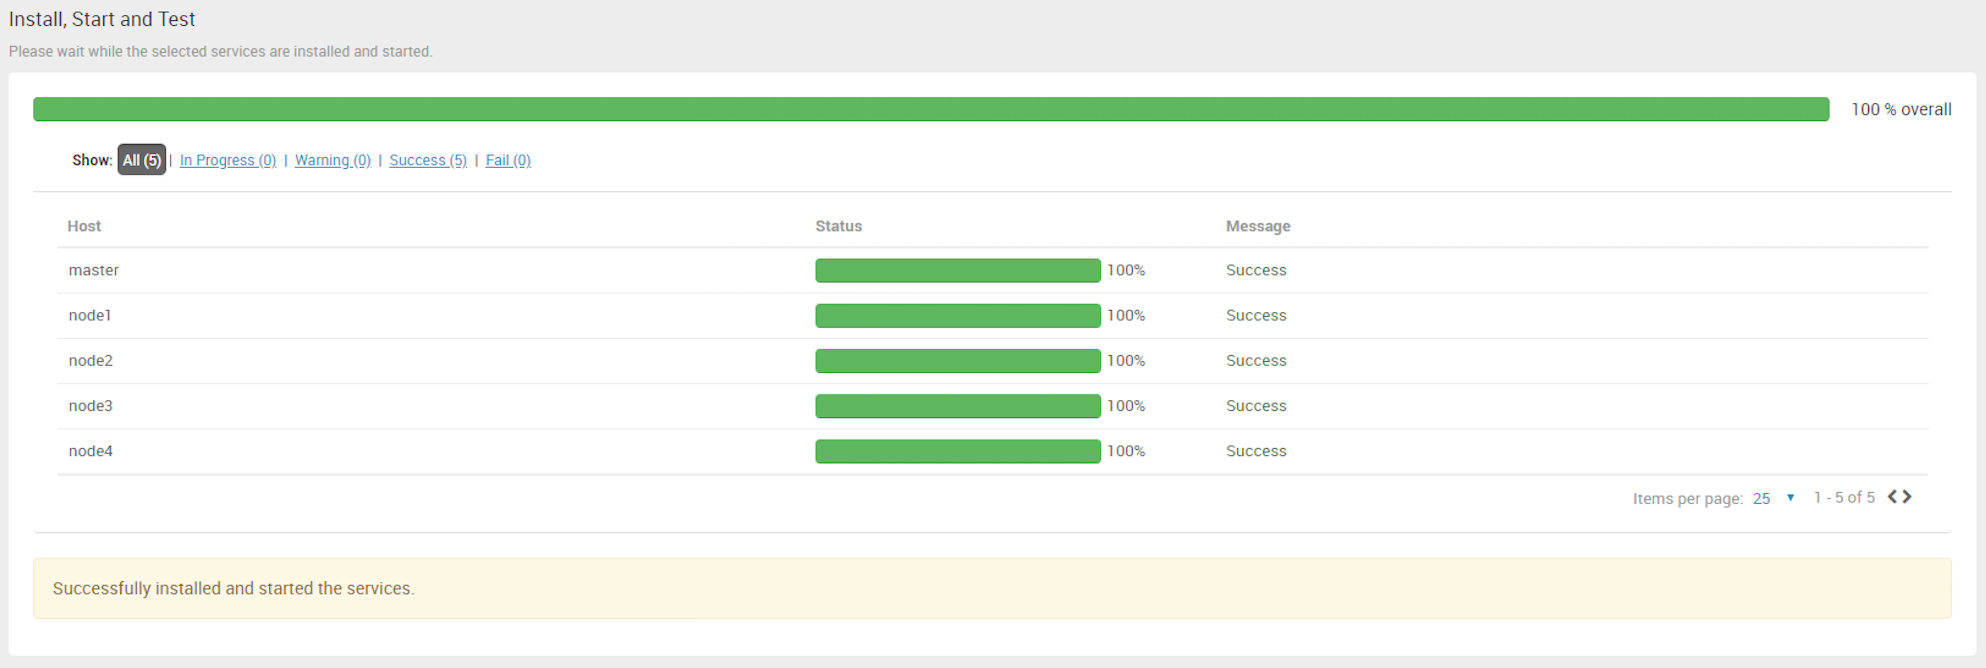 Install, Start and Test
Please wait while the selected services are installed and started.
100 % overall
Show: All (5) | In Progress (0) | Warning (0) | Success (5) | Fail (0)
Host Status Message
master 100% Success
node1 100% Success
node2 100% Success
node3 100% Success
node4 100% Success
Items per page: 25 1 - 5 of 5
Successfully installed and started the services.